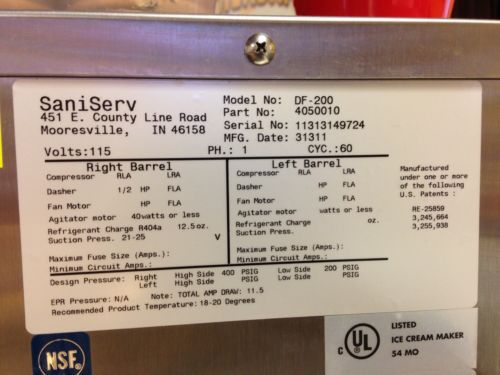 SaniServ
451 E. County Line Road
Mooresville, IN 46158
Model No: DF-200
Part No: 4050010
Serial No: 11313149724
MFG. Date: 31311
Volts:115 PH.: 1 CYC.:60
Right Barrel
Compressor RLA LRA
Dasher 1/2 HP FLA
Fan Motor HP FLA
Agitator motor 40watts or less
Refrigerant Charge R404a 12.5oz.
Suction Press. 21-25 V
Maximum Fuse Size (Amps.)
Minimum Circuit Amps.:
Left Barrel
Compressor RLA LRA
Dasher HP FLA
Fan Motor HP FLA
Agitator motor watts or less
Refrigerant Charge oz.
Suction Press.
Maximum Fuse Size (Amps.)
Minimum Circuit Amps.:
Manufactured
under one or more
of the following
U.S. Patents:
RE-25859
3,245,664
3,255,938
Design Pressure: Right High Side 400 PSIG Low Side 200 PSIG
Left High Side PSIG Low Side PSIG
EPR Pressure: N/A Note: TOTAL AMP DRAW: 11.5
Recommended Product Temperature: 18-20 Degrees
NSF
C UL
LISTED
ICE CREAM MAKER
54 MO